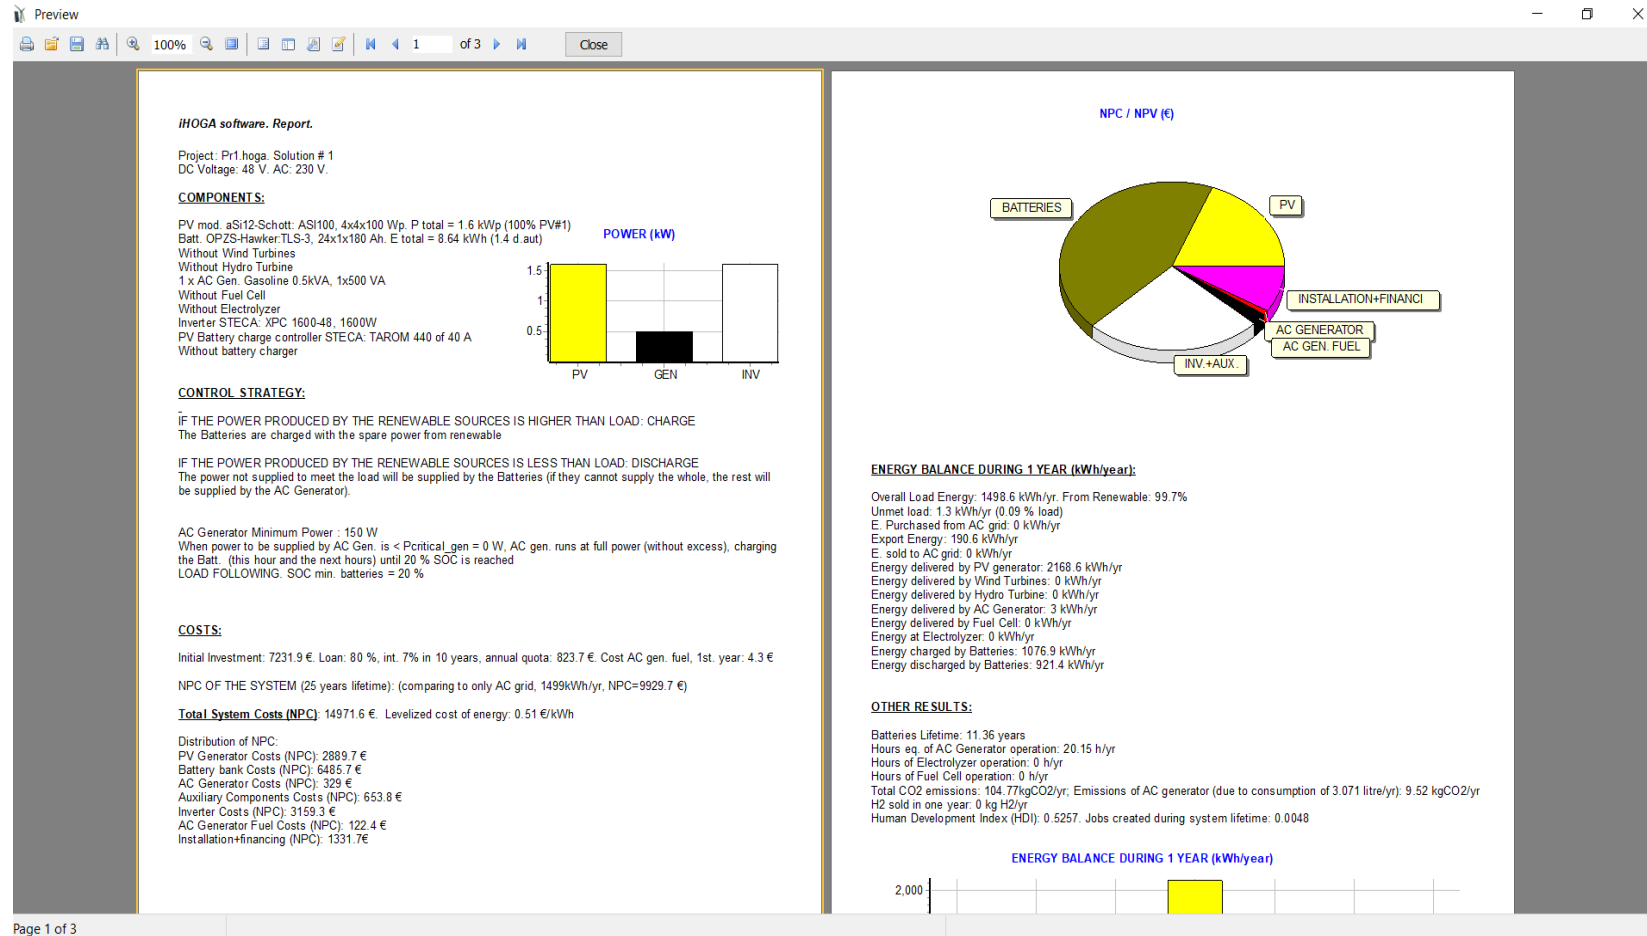 Preview
100%
1 of 3
Close
iHOGA software. Report.
Project: Pr1.hoga. Solution # 1
DC Voltage: 48 V. AC: 230 V.
COMPONENTS:
PV mod. aSi12-Schott: ASI100, 4x4x100 Wp. P total = 1.6 kWp (100% PV#1)
Batt. OPZS-Hawker:TLS-3, 24x1x180 Ah. E total = 8.64 kWh (1.4 d.aut)
Without Wind Turbines
Without Hydro Turbine
1 x AC Gen. Gasoline 0.5kVA, 1x500 VA
Without Fuel Cell
Without Electrolyzer
Inverter STECA: XPC 1600-48, 1600W
PV Battery charge controller STECA: TAROM 440 of 40 A
Without battery charger
POWER (kW)
1.5
1
0.5
PV GEN INV
CONTROL STRATEGY:
IF THE POWER PRODUCED BY THE RENEWABLE SOURCES IS HIGHER THAN LOAD: CHARGE
The Batteries are charged with the spare power from renewable
IF THE POWER PRODUCED BY THE RENEWABLE SOURCES IS LESS THAN LOAD: DISCHARGE
The power not supplied to meet the load will be supplied by the Batteries (if they cannot supply the whole, the rest will
be supplied by the AC Generator).
AC Generator Minimum Power : 150 W
When power to be supplied by AC Gen. is < Pcritical_gen = 0 W, AC gen. runs at full power (without excess), charging
the Batt. (this hour and the next hours) until 20 % SOC is reached
LOAD FOLLOWING. SOC min. batteries = 20 %
COSTS:
Initial Investment: 7231.9 €. Loan: 80 %, int. 7% in 10 years, annual quota: 823.7 €. Cost AC gen. fuel, 1st. year: 4.3 €
NPC OF THE SYSTEM (25 years lifetime): (comparing to only AC grid, 1499kWh/yr, NPC=9929.7 €)
Total System Costs (NPC): 14971.6 €. Levelized cost of energy: 0.51 €/kWh
Distribution of NPC:
PV Generator Costs (NPC): 2889.7 €
Battery bank Costs (NPC): 6485.7 €
AC Generator Costs (NPC): 329 €
Auxiliary Components Costs (NPC): 653.8 €
Inverter Costs (NPC): 3159.3 €
AC Generator Fuel Costs (NPC): 122.4 €
Installation+financing (NPC): 1331.7€
NPC / NPV (€)
BATTERIES
PV
INSTALLATION+FINANCI
AC GENERATOR
AC GEN. FUEL
INV.+AUX.
ENERGY BALANCE DURING 1 YEAR (kWh/year):
Overall Load Energy: 1498.6 kWh/yr. From Renewable: 99.7%
Unmet load: 1.3 kWh/yr (0.09 % load)
E. Purchased from AC grid: 0 kWh/yr
Export Energy: 190.6 kWh/yr
E. sold to AC grid: 0 kWh/yr
Energy delivered by PV generator: 2168.6 kWh/yr
Energy delivered by Wind Turbines: 0 kWh/yr
Energy delivered by Hydro Turbine: 0 kWh/yr
Energy delivered by AC Generator: 3 kWh/yr
Energy delivered by Fuel Cell: 0 kWh/yr
Energy at Electrolyzer: 0 kWh/yr
Energy charged by Batteries: 1076.9 kWh/yr
Energy discharged by Batteries: 921.4 kWh/yr
OTHER RESULTS:
Batteries Lifetime: 11.36 years
Hours eq. of AC Generator operation: 20.15 h/yr
Hours of Electrolyzer operation: 0 h/yr
Hours of Fuel Cell operation: 0 h/yr
Total CO2 emissions: 104.77kgCO2/yr; Emissions of AC generator (due to consumption of 3.071 litre/yr): 9.52 kgCO2/yr
H2 sold in one year: 0 kg H2/yr
Human Development Index (HDI): 0.5257. Jobs created during system lifetime: 0.0048
ENERGY BALANCE DURING 1 YEAR (kWh/year)
2,000
Page 1 of 3